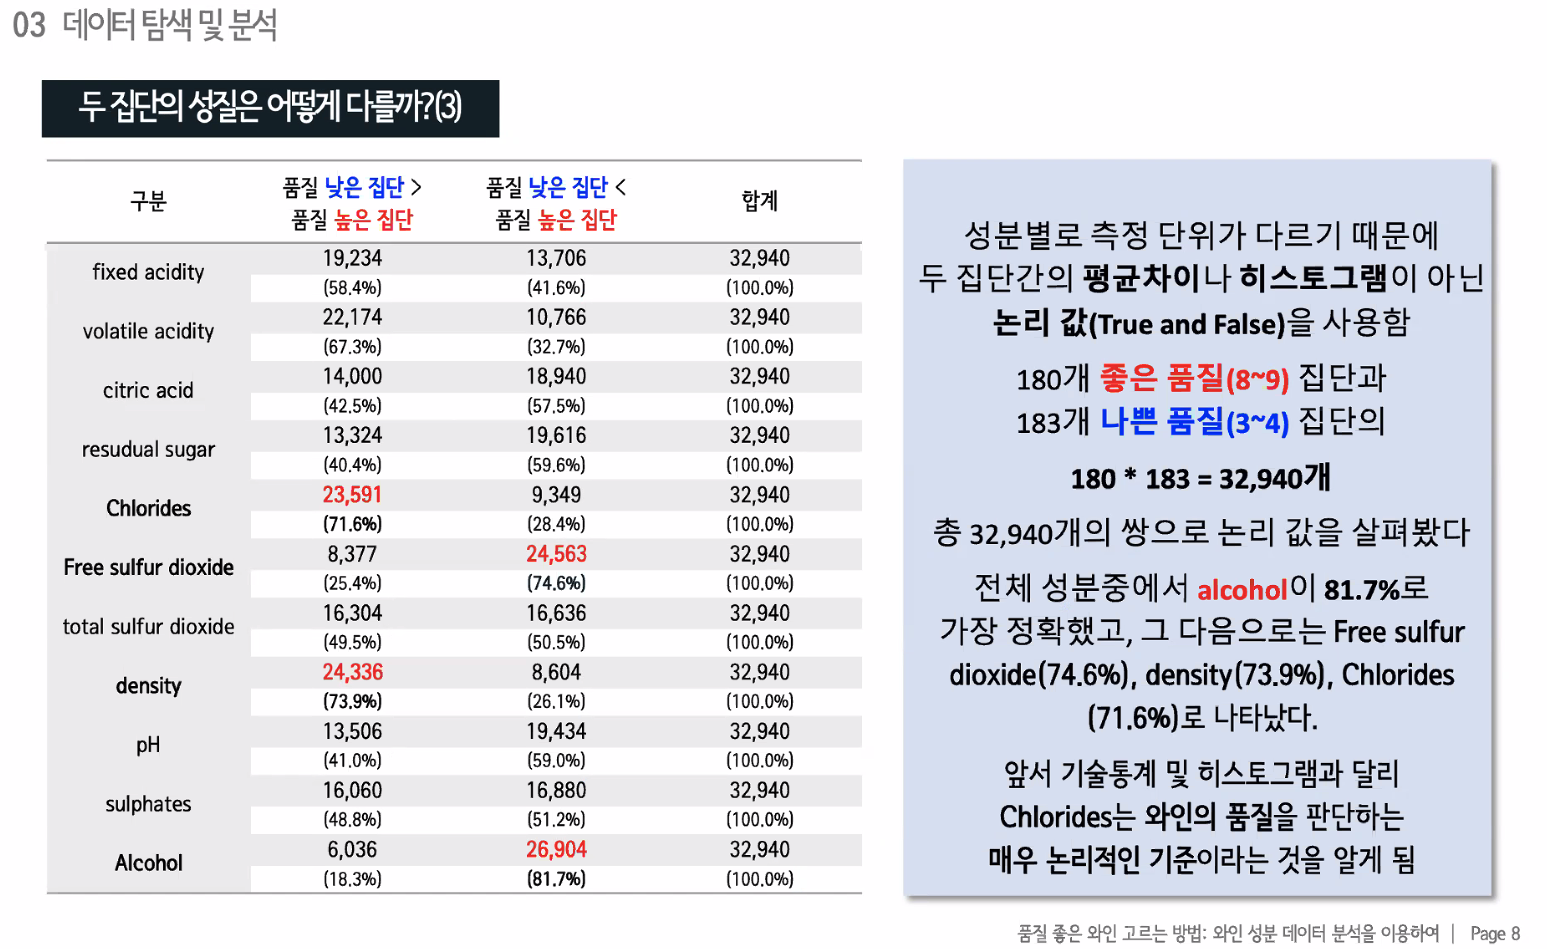 03 데이터 탐색 및 분석
두 집단의 성질은 어떻게 다를까?(3)
구분 품질 낮은 집단 > 품질 높은 집단 품질 낮은 집단 < 품질 높은 집단 합계
fixed acidity 19,234 13,706 32,940
(58.4%) (41.6%) (100.0%)
volatile acidity 22,174 10,766 32,940
(67.3%) (32.7%) (100.0%)
citric acid 14,000 18,940 32,940
(42.5%) (57.5%) (100.0%)
resudual sugar 13,324 19,616 32,940
(40.4%) (59.6%) (100.0%)
Chlorides 23,591 9,349 32,940
(71.6%) (28.4%) (100.0%)
Free sulfur dioxide 8,377 24,563 32,940
(25.4%) (74.6%) (100.0%)
total sulfur dioxide 16,304 16,636 32,940
(49.5%) (50.5%) (100.0%)
density 24,336 8,604 32,940
(73.9%) (26.1%) (100.0%)
pH 13,506 19,434 32,940
(41.0%) (59.0%) (100.0%)
sulphates 16,060 16,880 32,940
(48.8%) (51.2%) (100.0%)
Alcohol 6,036 26,904 32,940
(18.3%) (81.7%) (100.0%)
성분별로 측정 단위가 다르기 때문에
두 집단간의 평균차이나 히스토그램이 아닌
논리 값(True and False)을 사용함
180개 좋은 품질(8~9) 집단과
183개 나쁜 품질(3~4) 집단의
180 * 183 = 32,940개
총 32,940개의 쌍으로 논리 값을 살펴봤다
전체 성분중에서 alcohol이 81.7%로
가장 정확했고, 그 다음으로는 Free sulfur
dioxide(74.6%), density(73.9%), Chlorides
(71.6%)로 나타났다.
앞서 기술통계 및 히스토그램과 달리
Chlorides는 와인의 품질을 판단하는
매우 논리적인 기준이라는 것을 알게 됨
품질 좋은 와인 고르는 방법: 와인 성분 데이터 분석을 이용하여 | Page 8